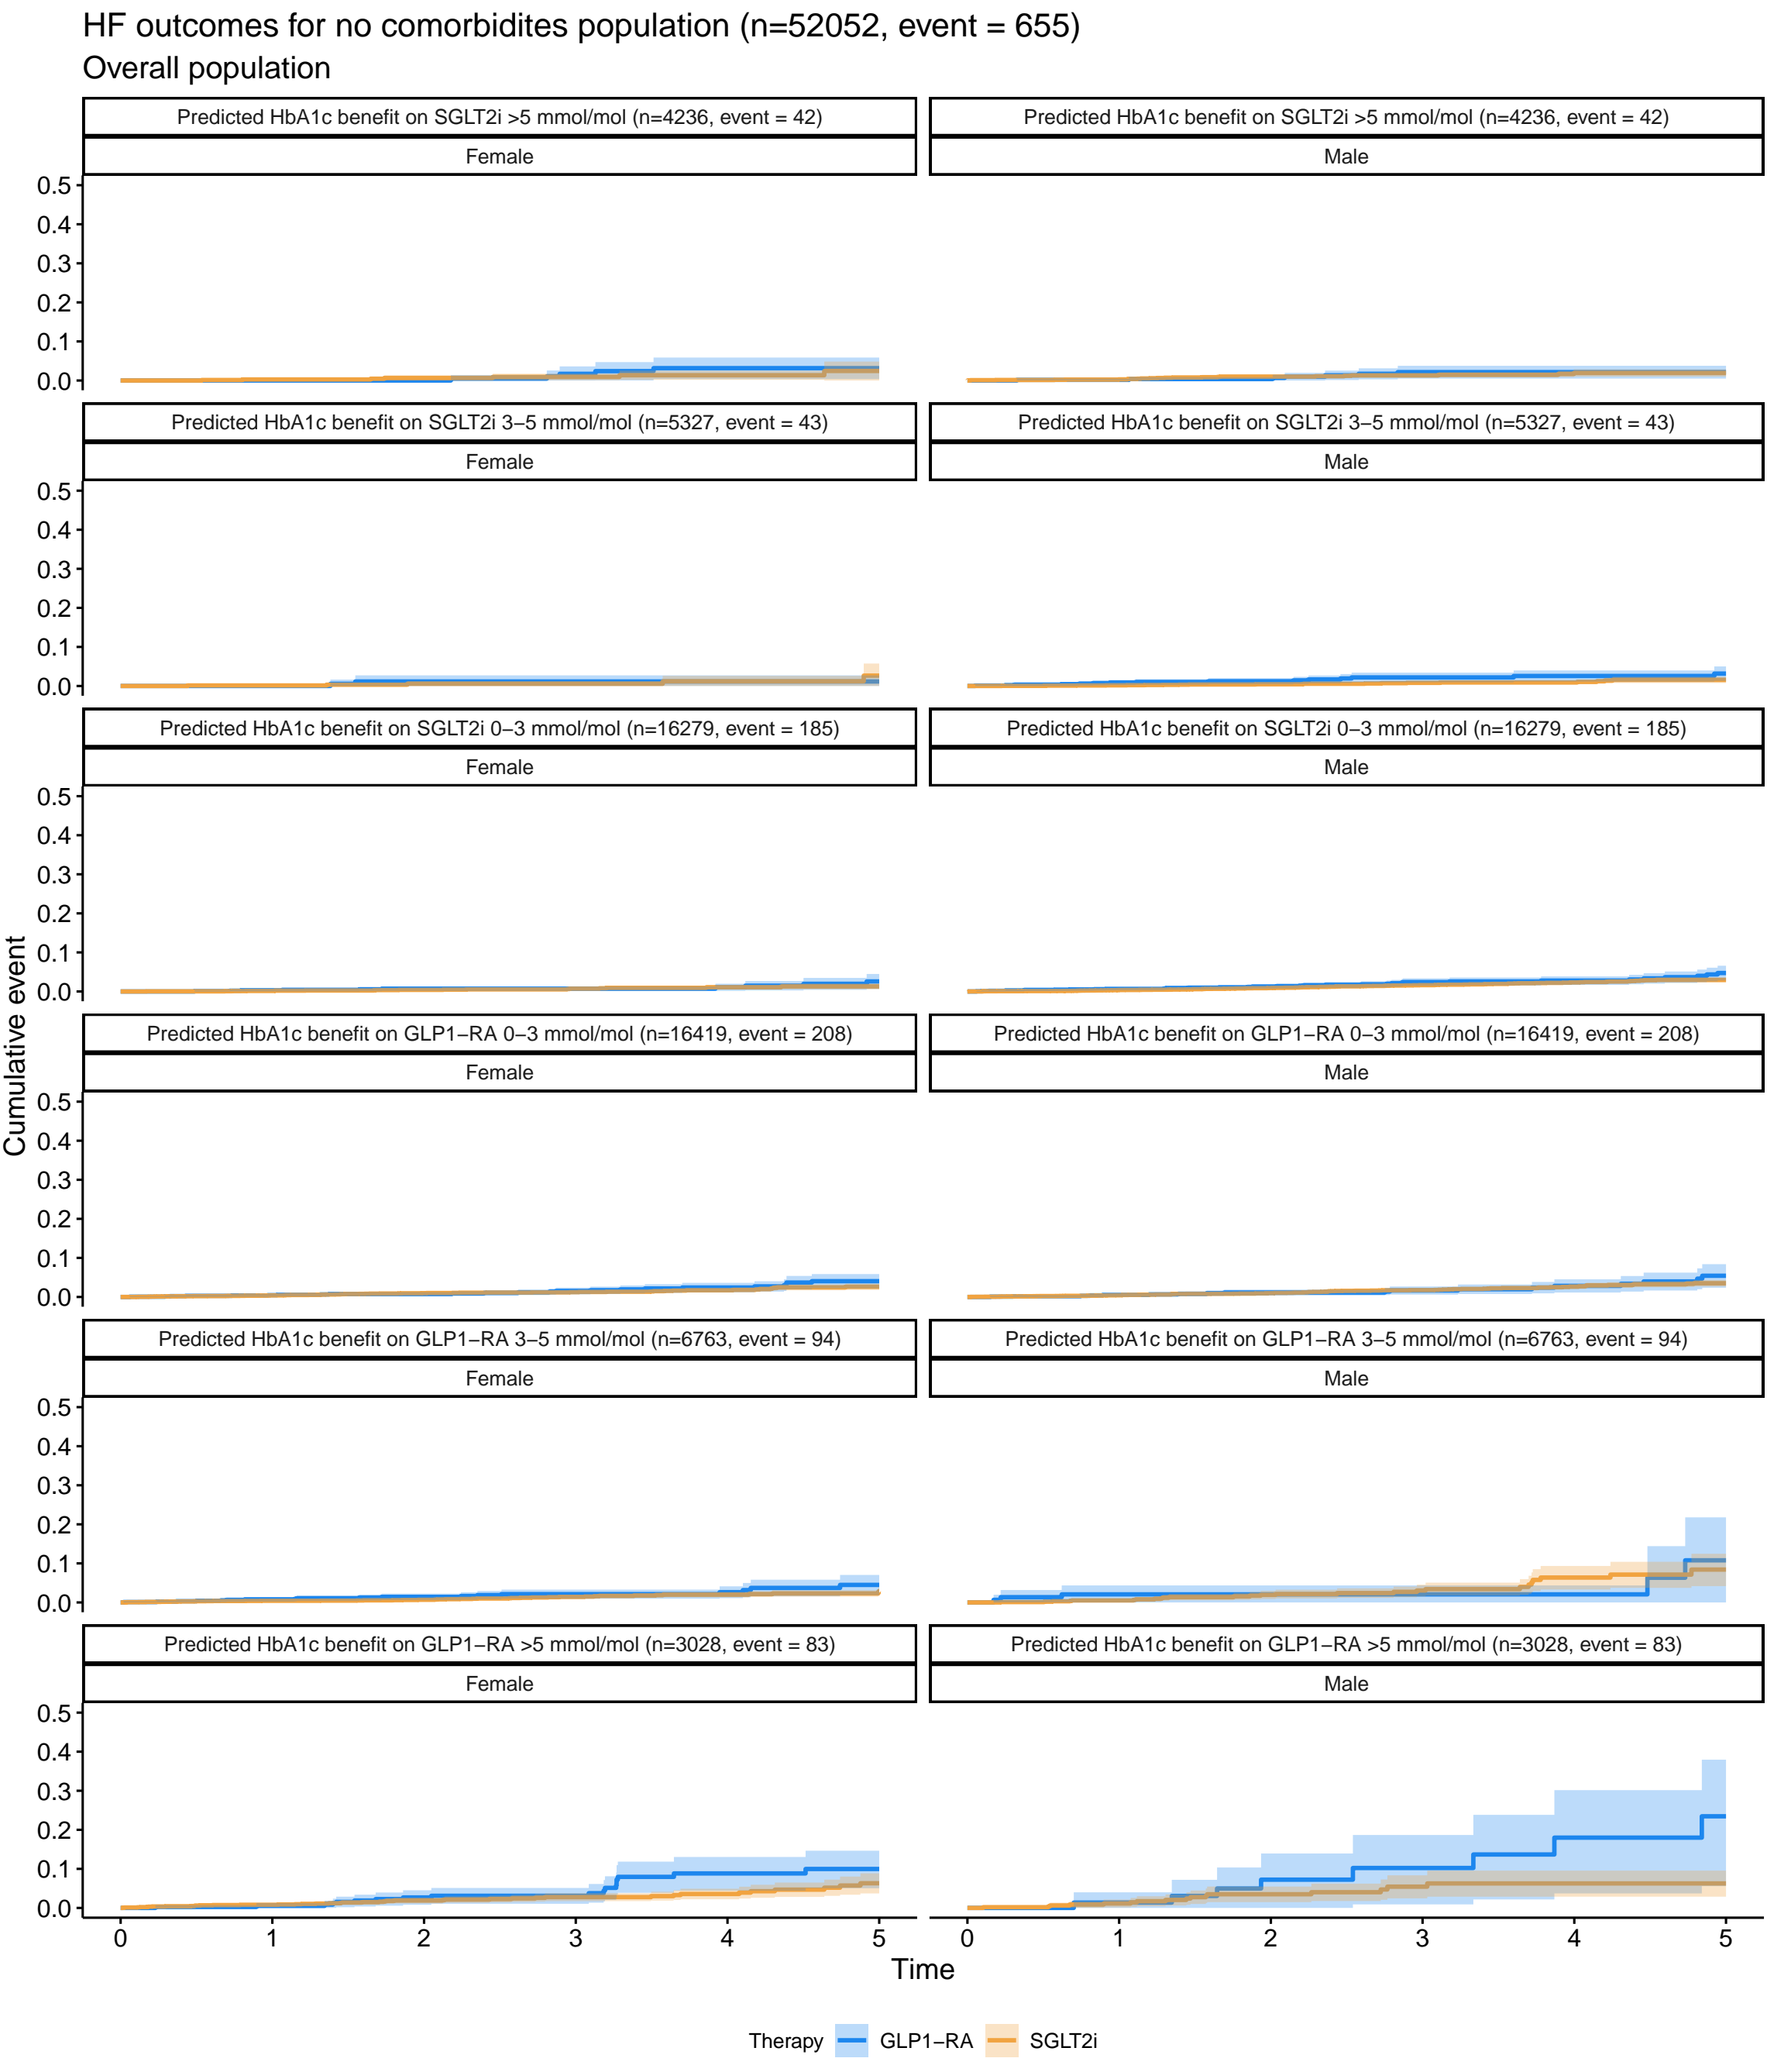 HF outcomes for no comorbidites population (n=52052, event = 655)
Overall population
Predicted HbA1c benefit on SGLT2i >5 mmol/mol (n=4236, event = 42)
Predicted HbA1c benefit on SGLT2i >5 mmol/mol (n=4236, event = 42)
Female
Male
0.5
0.4
0.3
0.2
0.1
0.0
Predicted HbA1c benefit on SGLT2i 3−5 mmol/mol (n=5327, event = 43)
Predicted HbA1c benefit on SGLT2i 3−5 mmol/mol (n=5327, event = 43)
Female
Male
0.5
0.4
0.3
0.2
0.1
0.0
Predicted HbA1c benefit on SGLT2i 0−3 mmol/mol (n=16279, event = 185)
Predicted HbA1c benefit on SGLT2i 0−3 mmol/mol (n=16279, event = 185)
Female
Male
0.5
0.4
0.3
0.2
0.1
0.0
Cumulative event
Predicted HbA1c benefit on GLP1−RA 0−3 mmol/mol (n=16419, event = 208)
Predicted HbA1c benefit on GLP1−RA 0−3 mmol/mol (n=16419, event = 208)
Female
Male
0.5
0.4
0.3
0.2
0.1
0.0
Predicted HbA1c benefit on GLP1−RA 3−5 mmol/mol (n=6763, event = 94)
Predicted HbA1c benefit on GLP1−RA 3−5 mmol/mol (n=6763, event = 94)
Female
Male
0.5
0.4
0.3
0.2
0.1
0.0
Predicted HbA1c benefit on GLP1−RA >5 mmol/mol (n=3028, event = 83)
Predicted HbA1c benefit on GLP1−RA >5 mmol/mol (n=3028, event = 83)
Female
Male
0.5
0.4
0.3
0.2
0.1
0.0
0 1 2 3 4 5
0 1 2 3 4 5
Time
Therapy GLP1−RA SGLT2i